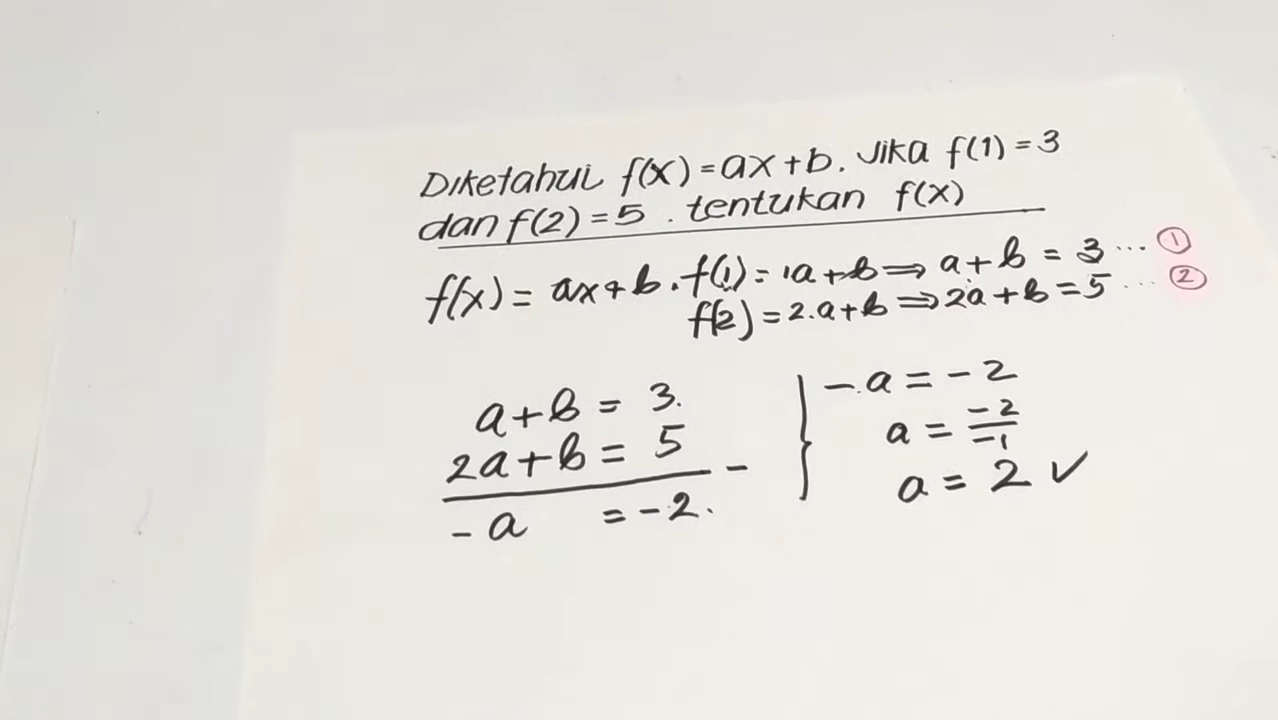 Diketahui f(x) = ax + b. Jika f(1) = 3
dan f(2) = 5. tentukan f(x)
f(x) = ax + b. f(1) = 1a + b ⇒ a + b = 3 ... ①
f(2) = 2.a + b ⇒ 2a + b = 5 ... ②
a + b = 3.
2a + b = 5 -
-a = -2.
-a = -2
a = -2/-1
a = 2 ✓